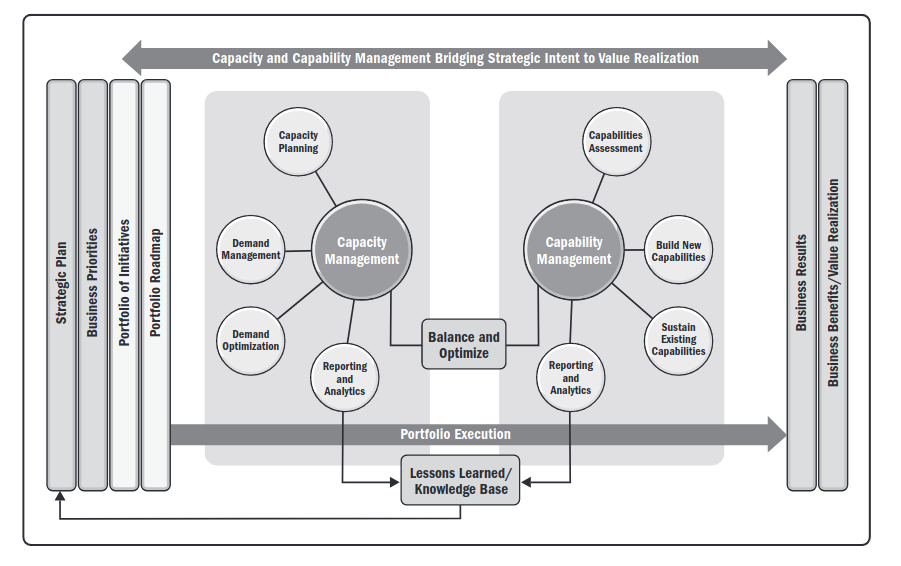 Capacity and Capability Management Bridging Strategic Intent to Value Realization
Strategic Plan
Business Priorities
Portfolio of Initiatives
Portfolio Roadmap
Capacity
Planning
Demand
Management
Demand
Optimization
Capacity
Management
Reporting
and
Analytics
Balance and
Optimize
Capabilities
Assessment
Capability
Management
Build New
Capabilities
Sustain
Existing
Capabilities
Reporting
and
Analytics
Portfolio Execution
Lessons Learned/
Knowledge Base
Business Results
Business Benefits/Value Realization